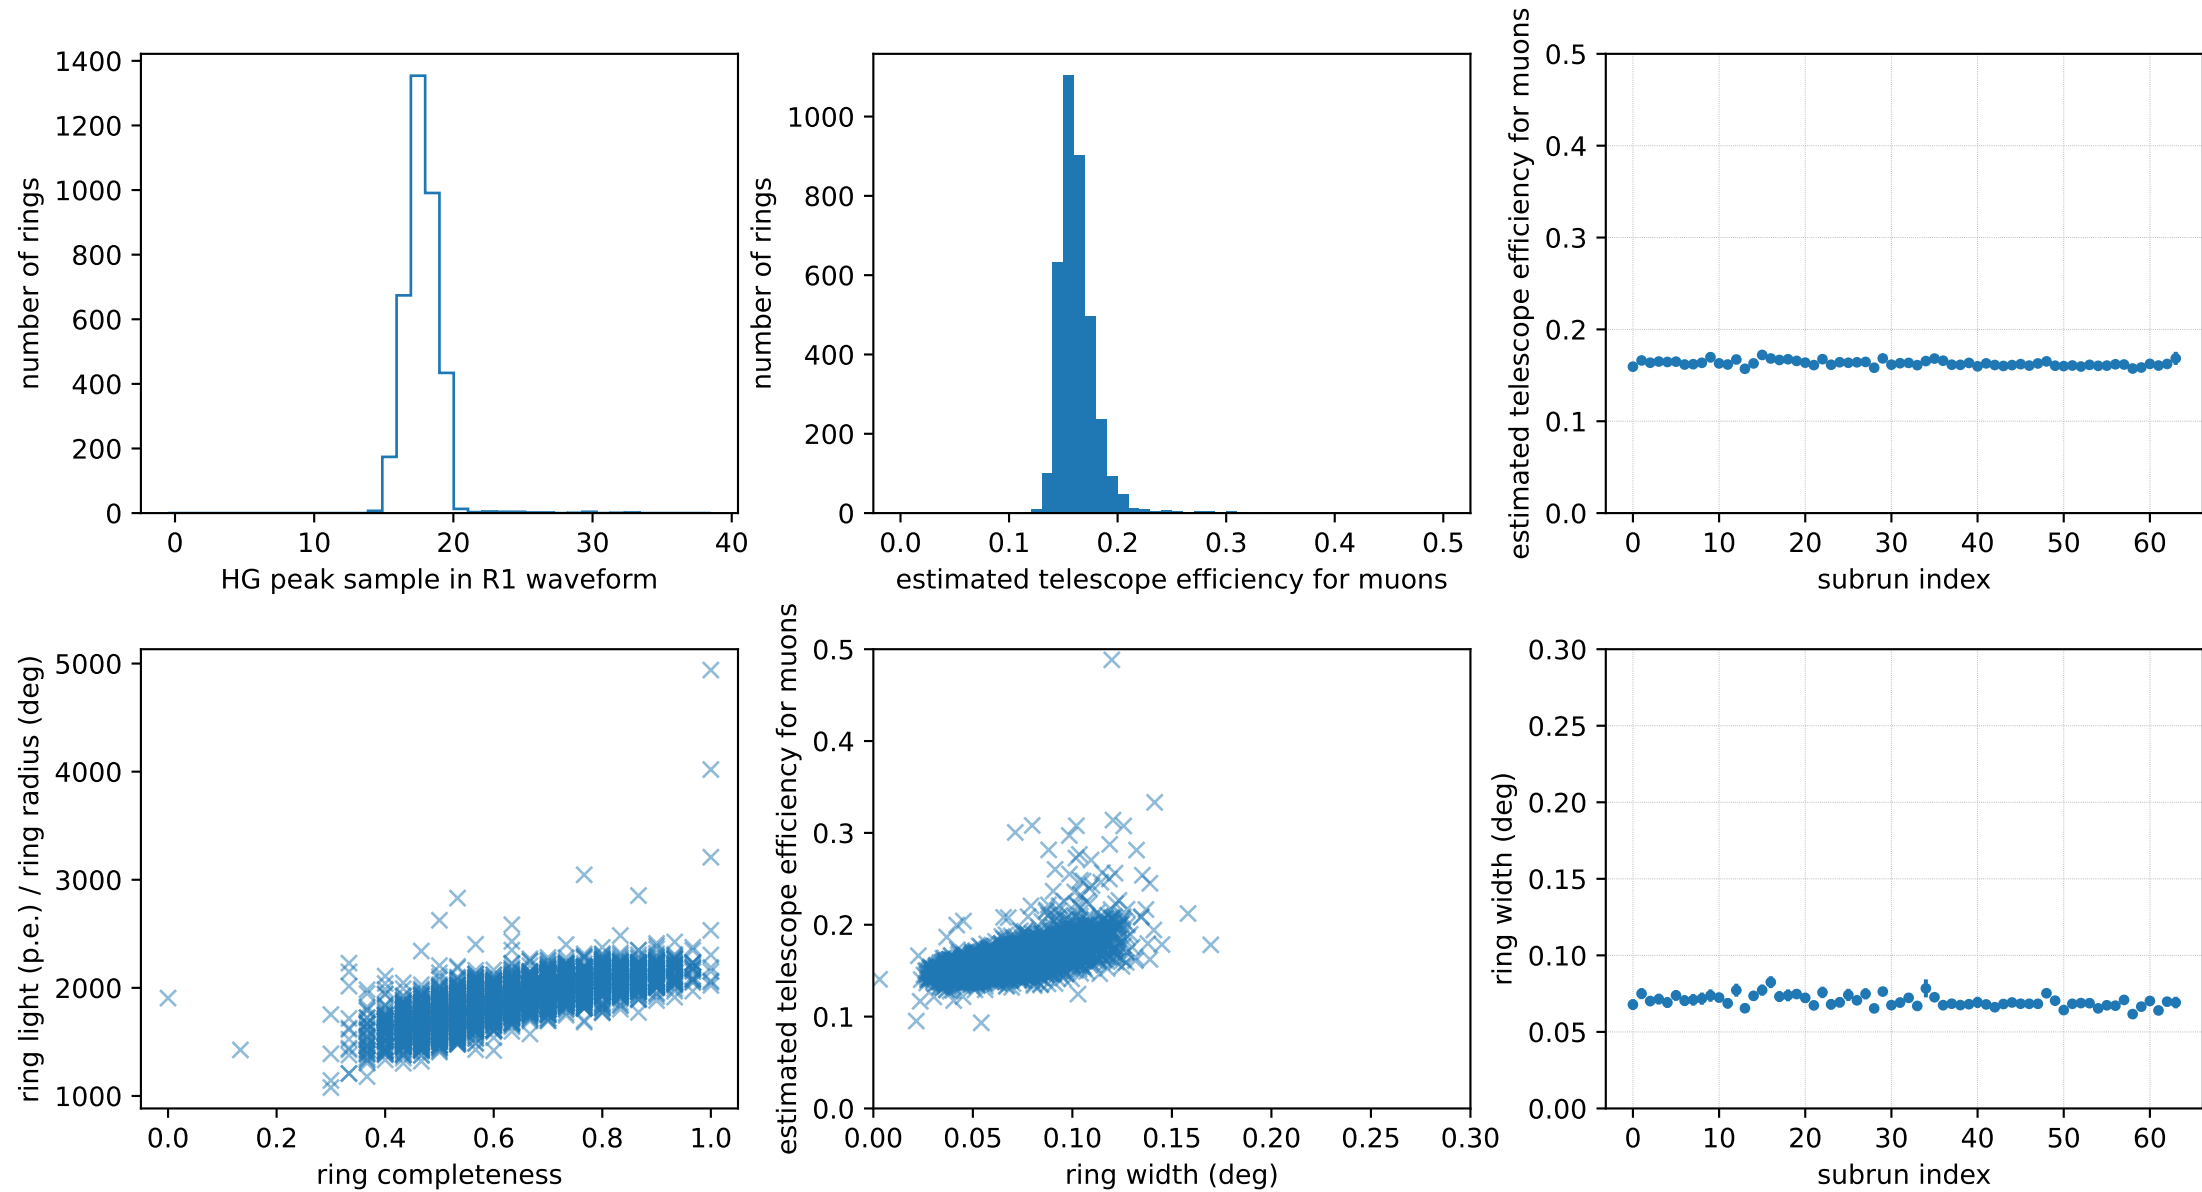 number of rings
1400
1200
1000
800
600
400
200
0
0 10 20 30 40
HG peak sample in R1 waveform
number of rings
1000
800
600
400
200
0
0.0 0.1 0.2 0.3 0.4 0.5
estimated telescope efficiency for muons
estimated telescope efficiency for muons
0.5
0.4
0.3
0.2
0.1
0.0
0 10 20 30 40 50 60
subrun index
ring light (p.e.) / ring radius (deg)
5000
4000
3000
2000
1000
0.0 0.2 0.4 0.6 0.8 1.0
ring completeness
estimated telescope efficiency for muons
0.5
0.4
0.3
0.2
0.1
0.0
0.00 0.05 0.10 0.15 0.20 0.25 0.30
ring width (deg)
ring width (deg)
0.30
0.25
0.20
0.15
0.10
0.05
0.00
0 10 20 30 40 50 60
subrun index